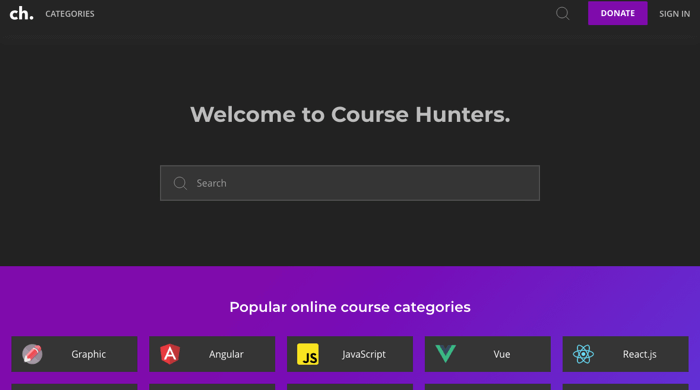 ch. CATEGORIES DONATE SIGN IN
Welcome to Course Hunters.
Search
Popular online course categories
Graphic Angular JS JavaScript Vue React.js